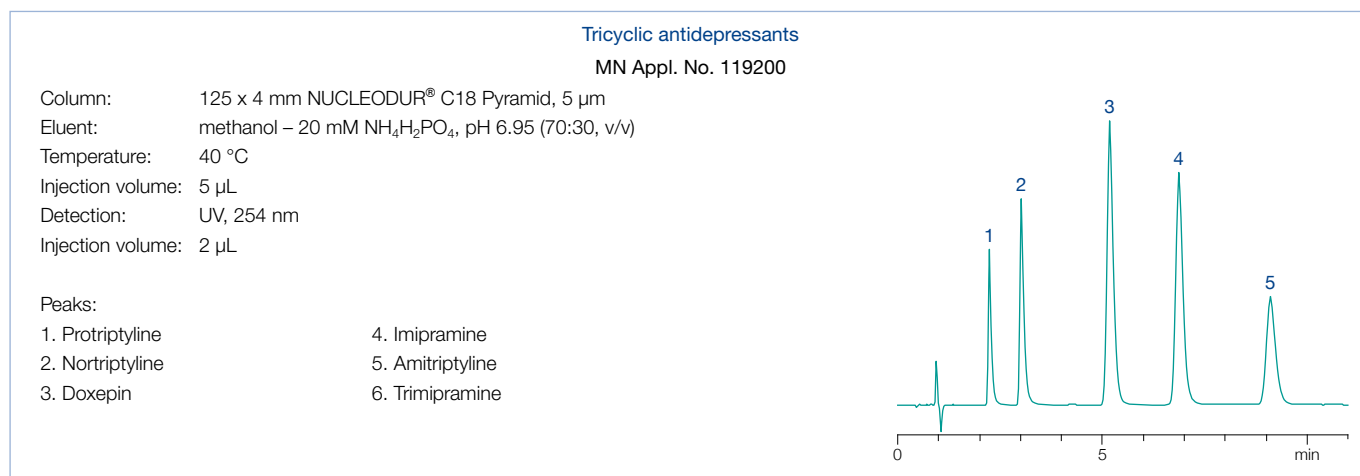 Tricyclic antidepressants
MN Appl. No. 119200
Column: 125 x 4 mm NUCLEODUR® C18 Pyramid, 5 µm
Eluent: methanol – 20 mM NH₄H₂PO₄, pH 6.95 (70:30, v/v)
Temperature: 40 °C
Injection volume: 5 µL
Detection: UV, 254 nm
Injection volume: 2 µL
Peaks:
1. Protriptyline 4. Imipramine
2. Nortriptyline 5. Amitriptyline
3. Doxepin 6. Trimipramine
1
2
3
4
5
0 5 min